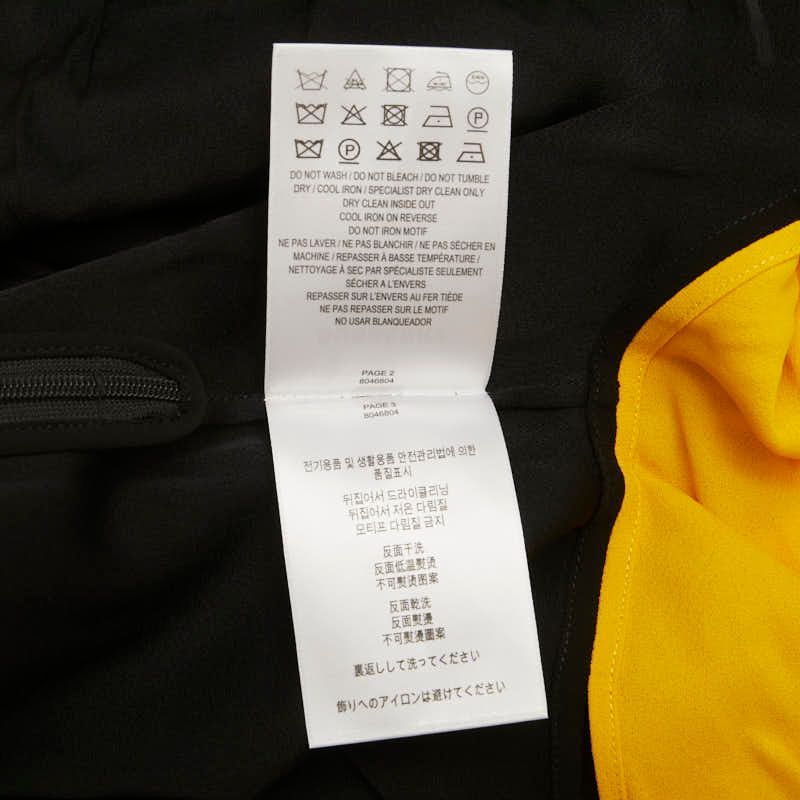 DO NOT WASH / DO NOT BLEACH / DO NOT TUMBLE
DRY / COOL IRON / SPECIALIST DRY CLEAN ONLY
DRY CLEAN INSIDE OUT
COOL IRON ON REVERSE
DO NOT IRON MOTIF
NE PAS LAVER / NE PAS BLANCHIR / NE PAS SÉCHER EN
MACHINE / REPASSER À BASSE TEMPÉRATURE /
NETTOYAGE À SEC PAR SPÉCIALISTE SEULEMENT
SÉCHER À L'ENVERS
REPASSER SUR L'ENVERS AU FER TIÈDE
NE PAS REPASSER SUR LE MOTIF
NO USAR BLANQUEADOR
PAGE 2
8046804
PAGE 3
8046804
전기용품 및 생활용품 안전관리법에 의한
품질표시
뒤집어서 드라이클리닝
뒤집어서 저온 다림질
모티프 다림질 금지
反面干洗
反面低温熨烫
不可熨烫图案
反面乾洗
反面熨燙
不可熨燙圖案
裏返しして洗ってください
飾りへのアイロンは避けてください